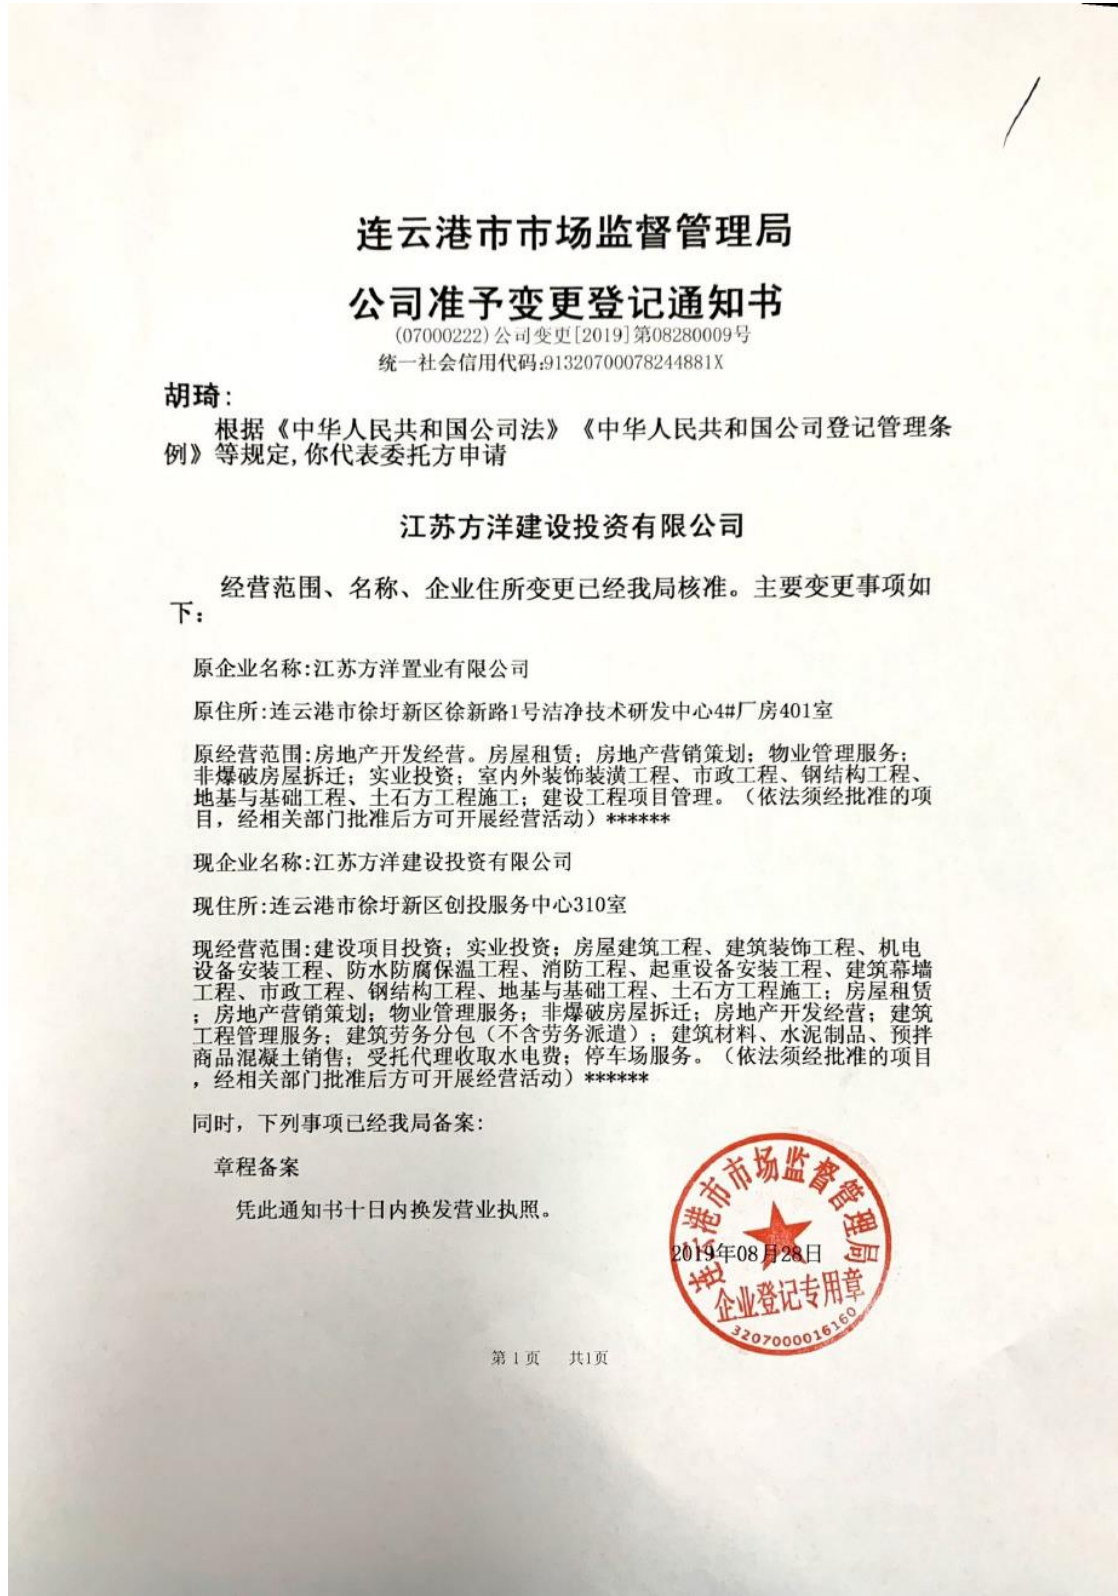 连云港市市场监督管理局
公司准予变更登记通知书
(07000222)公司变更[2019]第08280009号
统一社会信用代码:91320700078244881X
胡琦:
根据《中华人民共和国公司法》《中华人民共和国公司登记管理条
例》等规定,你代表委托方申请
江苏方洋建设投资有限公司
经营范围、名称、企业住所变更已经我局核准。主要变更事项如
下:
原企业名称:江苏方洋置业有限公司
原住所:连云港市徐圩新区徐新路1号洁净技术研发中心4#厂房401室
原经营范围:房地产开发经营。房屋租赁；房地产营销策划；物业管理服务；
非爆破房屋拆迁；实业投资；室内外装饰装潢工程、市政工程、钢结构工程、
地基与基础工程、土石方工程施工；建设工程项目管理。（依法须经批准的项
目，经相关部门批准后方可开展经营活动）******
现企业名称:江苏方洋建设投资有限公司
现住所:连云港市徐圩新区创投服务中心310室
现经营范围:建设项目投资；实业投资；房屋建筑工程、建筑装饰工程、机电
设备安装工程、防水防腐保温工程、消防工程、起重设备安装工程、建筑幕墙
工程、市政工程、钢结构工程、地基与基础工程、土石方工程施工；房屋租赁
；房地产营销策划；物业管理服务；非爆破房屋拆迁；房地产开发经营；建筑
工程管理服务；建筑劳务分包（不含劳务派遣）；建筑材料、水泥制品、预拌
商品混凝土销售；受托代理收取水电费；停车场服务。（依法须经批准的项目
，经相关部门批准后方可开展经营活动）******
同时，下列事项已经我局备案:
章程备案
凭此通知书十日内换发营业执照。
连云港市市场监督管理局
2019年08月28日
企业登记专用章
3207000016160
第 1 页 共1页